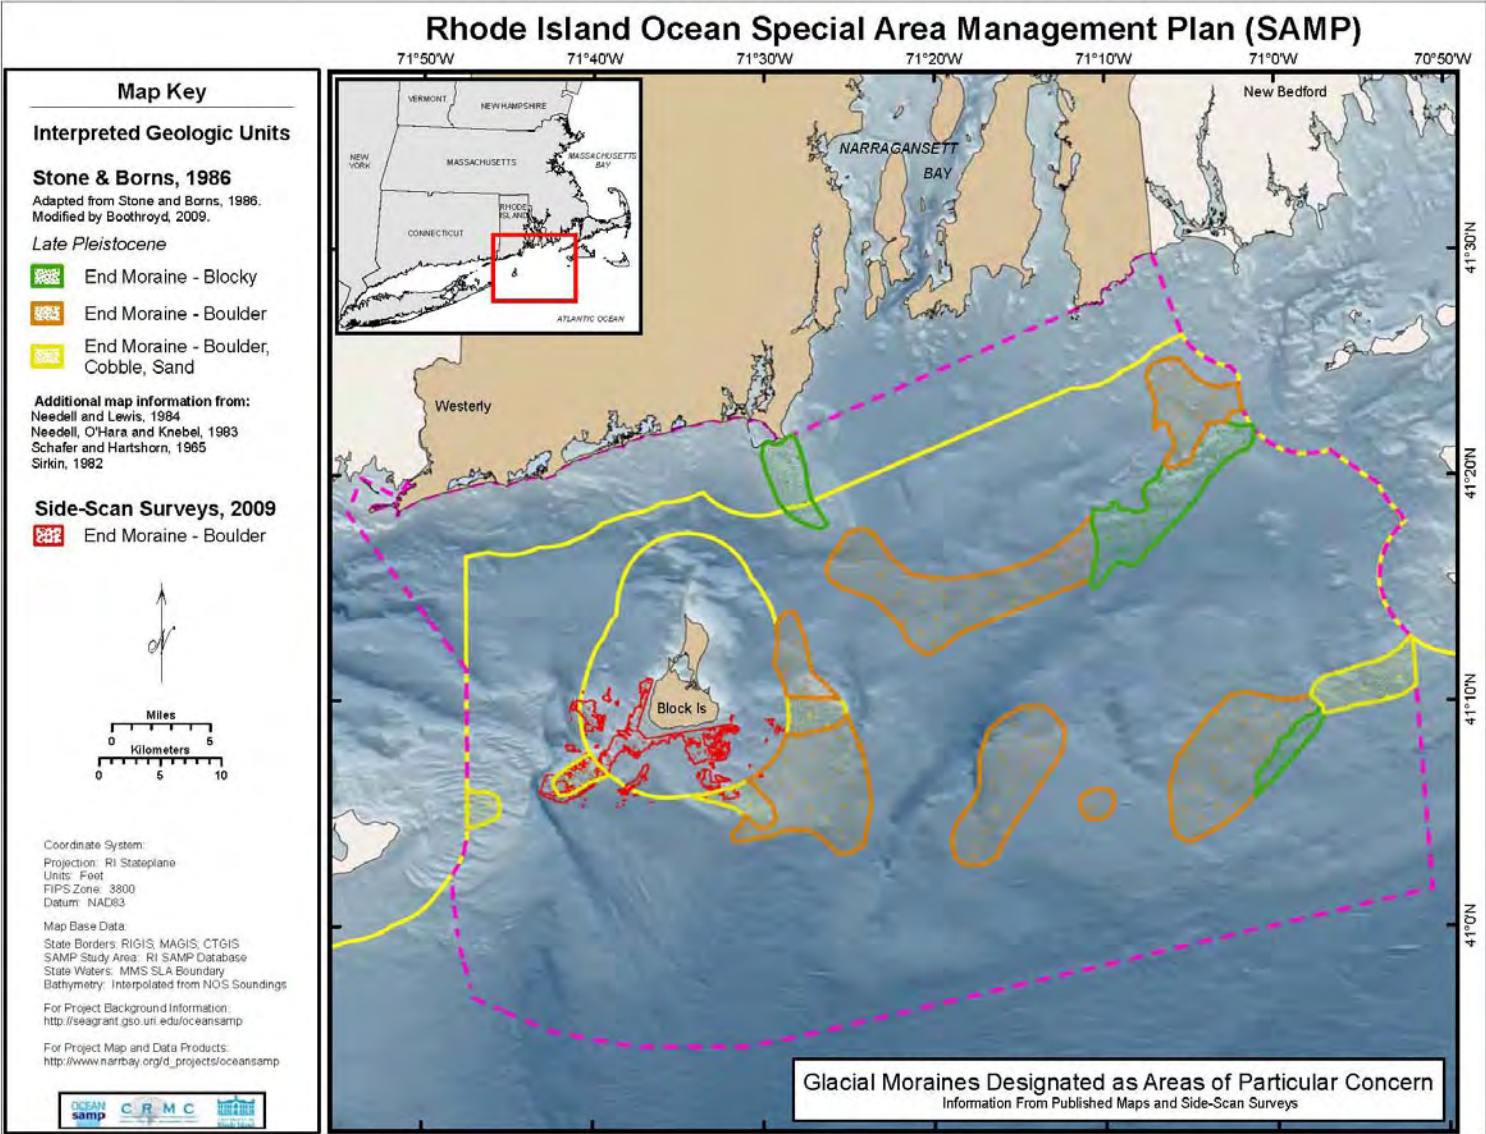 Rhode Island Ocean Special Area Management Plan (SAMP)
71°50'W 71°40'W 71°30'W 71°20'W 71°10'W 71°0'W 70°50'W
Map Key
Interpreted Geologic Units
Stone & Borns, 1986
Adapted from Stone and Borns, 1986.
Modified by Boothroyd, 2009.
Late Pleistocene
End Moraine - Blocky
End Moraine - Boulder
End Moraine - Boulder,
Cobble, Sand
Additional map information from:
Needell and Lewis, 1984
Needell, O'Hara and Knebel, 1983
Schafer and Hartshorn, 1965
Sirkin, 1982
Side-Scan Surveys, 2009
End Moraine - Boulder
N
Miles
0 5
Kilometers
0 5 10
Coordinate System:
Projection: RI Stateplane
Units: Feet
FIPS Zone: 3800
Datum: NAD83
Map Base Data:
State Borders: RIGIS, MAGIS, CTGIS
SAMP Study Area: RI SAMP Database
State Waters: MMS SLA Boundary
Bathymetry: Interpolated from NOS Soundings
For Project Background Information:
http://seagrant.gso.uri.edu/oceansamp
For Project Map and Data Products:
http://www.narrbay.org/d_projects/oceansamp
OCEAN
samp
CRMC
VERMONT
NEW HAMPSHIRE
NEW
YORK
MASSACHUSETTS
MASSACHUSETTS
BAY
RHODE
ISLAND
CONNECTICUT
ATLANTIC OCEAN
New Bedford
NARRAGANSETT
BAY
Westerly
Block Is
41°30'N
41°20'N
41°10'N
41°0'N
Glacial Moraines Designated as Areas of Particular Concern
Information From Published Maps and Side-Scan Surveys